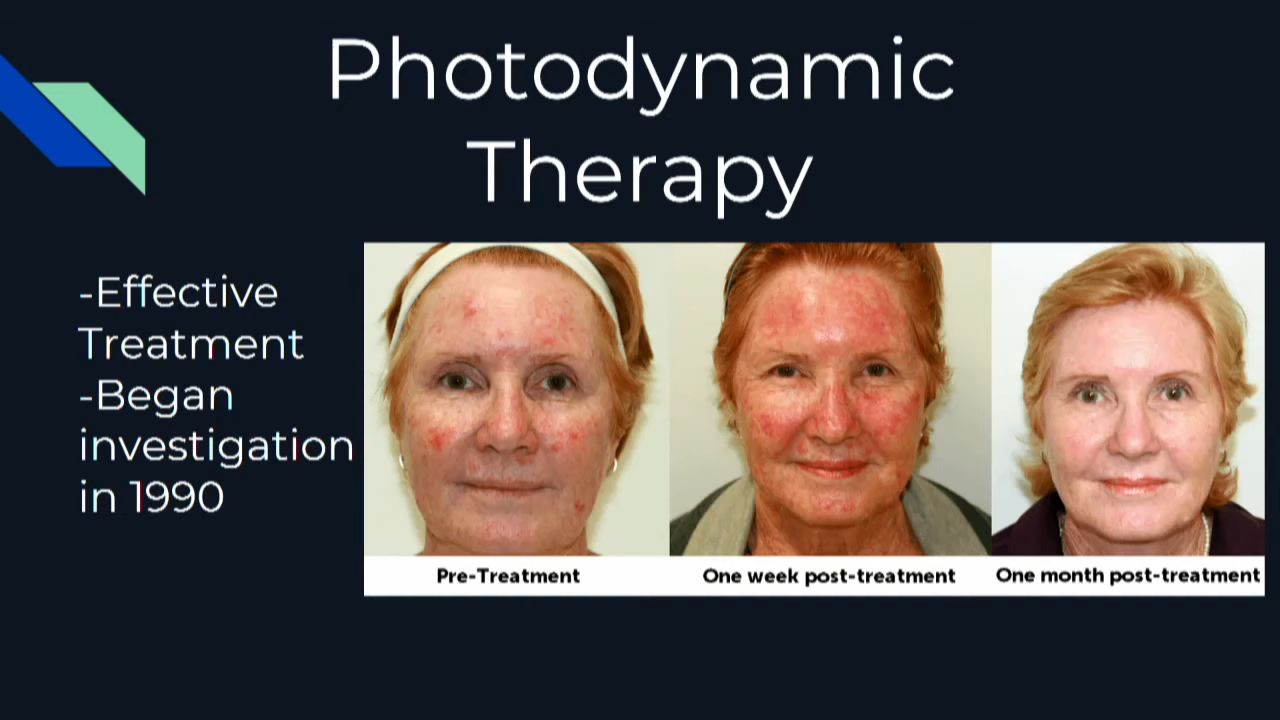 Photodynamic
Therapy
-Effective
Treatment
-Began
investigation
in 1990
Pre-Treatment
One week post-treatment
One month post-treatment